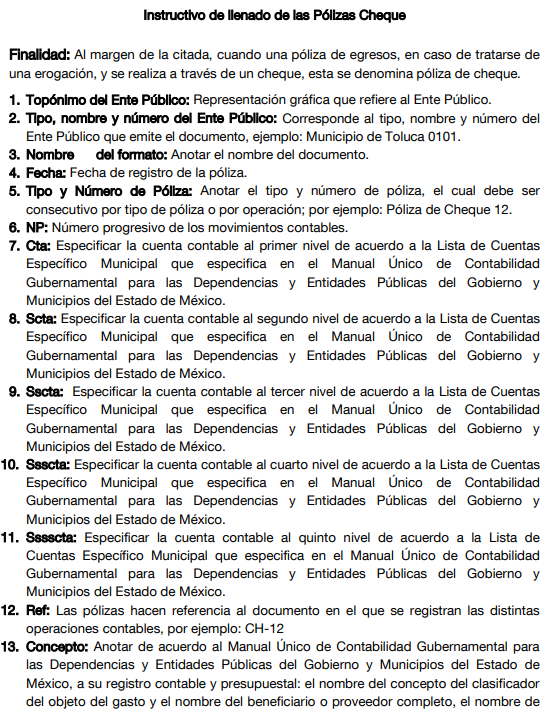 Instructivo de llenado de las Pólizas Cheque
Finalidad: Al margen de la citada, cuando una póliza de egresos, en caso de tratarse de
una erogación, y se realiza a través de un cheque, esta se denomina póliza de cheque.
1. Topónimo del Ente Público: Representación gráfica que refiere al Ente Público.
2. Tipo, nombre y número del Ente Público: Corresponde al tipo, nombre y número del
Ente Público que emite el documento, ejemplo: Municipio de Toluca 0101.
3. Nombre del formato: Anotar el nombre del documento.
4. Fecha: Fecha de registro de la póliza.
5. Tipo y Número de Póliza: Anotar el tipo y número de póliza, el cual debe ser
consecutivo por tipo de póliza o por operación; por ejemplo: Póliza de Cheque 12.
6. NP: Número progresivo de los movimientos contables.
7. Cta: Especificar la cuenta contable al primer nivel de acuerdo a la Lista de Cuentas
Específico Municipal que especifica en el Manual Único de Contabilidad
Gubernamental para las Dependencias y Entidades Públicas del Gobierno y
Municipios del Estado de México.
8. Scta: Especificar la cuenta contable al segundo nivel de acuerdo a la Lista de Cuentas
Específico Municipal que especifica en el Manual Único de Contabilidad
Gubernamental para las Dependencias y Entidades Públicas del Gobierno y
Municipios del Estado de México.
9. Sscta: Especificar la cuenta contable al tercer nivel de acuerdo a la Lista de Cuentas
Específico Municipal que especifica en el Manual Único de Contabilidad
Gubernamental para las Dependencias y Entidades Públicas del Gobierno y
Municipios del Estado de México.
10. Ssscta: Especificar la cuenta contable al cuarto nivel de acuerdo a la Lista de Cuentas
Específico Municipal que especifica en el Manual Único de Contabilidad
Gubernamental para las Dependencias y Entidades Públicas del Gobierno y
Municipios del Estado de México.
11. Sssscta: Especificar la cuenta contable al quinto nivel de acuerdo a la Lista de
Cuentas Específico Municipal que especifica en el Manual Único de Contabilidad
Gubernamental para las Dependencias y Entidades Públicas del Gobierno y
Municipios del Estado de México.
12. Ref: Las pólizas hacen referencia al documento en el que se registran las distintas
operaciones contables, por ejemplo: CH-12
13. Concepto: Anotar de acuerdo al Manual Único de Contabilidad Gubernamental para
las Dependencias y Entidades Públicas del Gobierno y Municipios del Estado de
México, a su registro contable y presupuestal: el nombre del concepto del clasificador
del objeto del gasto y el nombre del beneficiario o proveedor completo, el nombre de